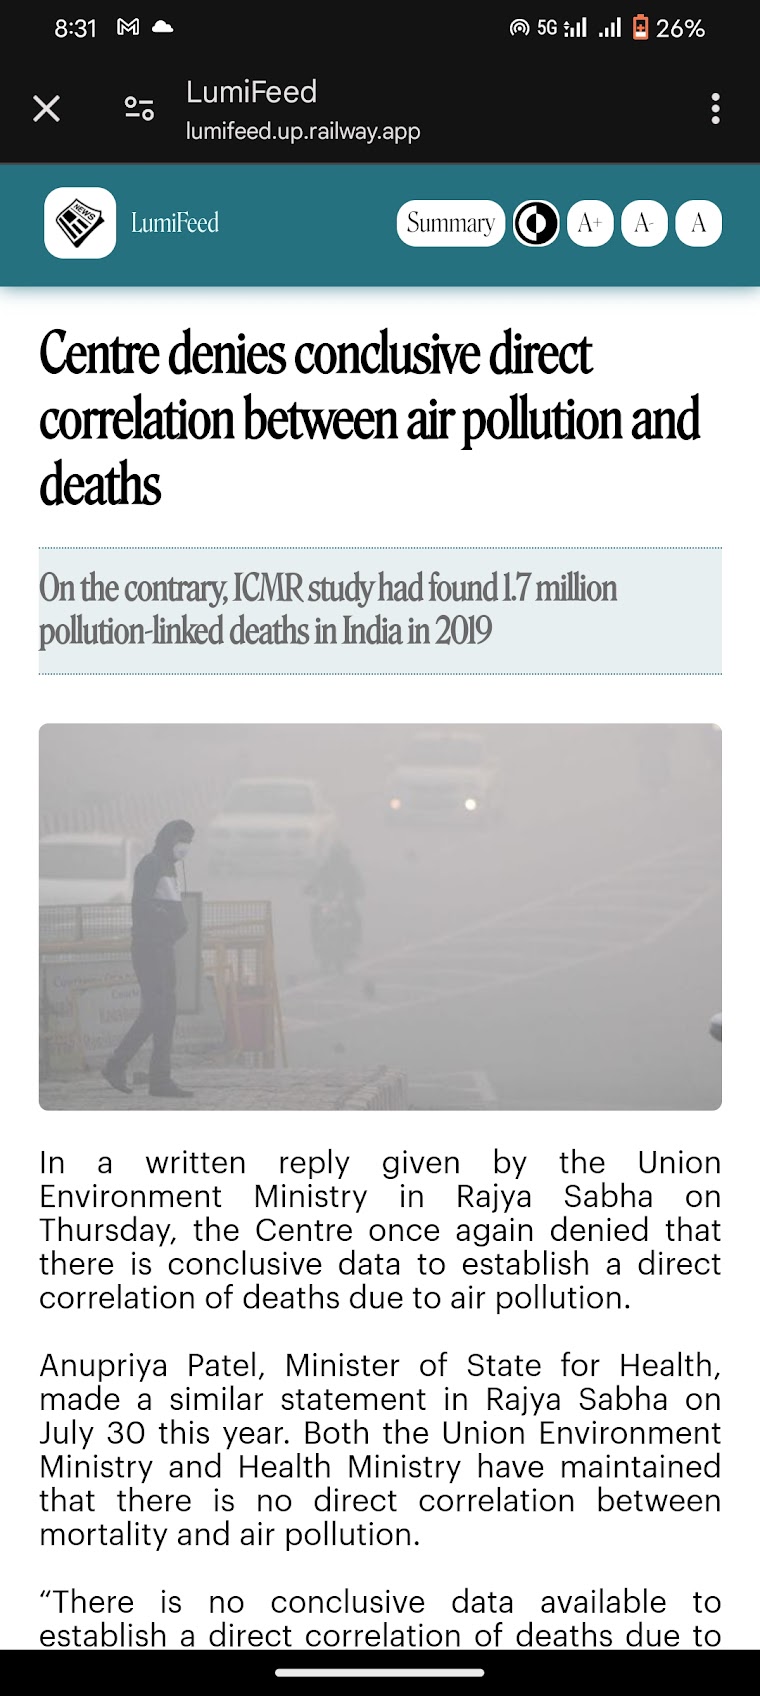 8:31
5G
26%
LumiFeed
lumifeed.up.railway.app
NEWS
LumiFeed
Summary
A+
A-
A
Centre denies conclusive direct
correlation between air pollution and
deaths
On the contrary, ICMR study had found 1.7 million
pollution-linked deaths in India in 2019
In a written reply given by the Union
Environment Ministry in Rajya Sabha on
Thursday, the Centre once again denied that
there is conclusive data to establish a direct
correlation of deaths due to air pollution.
Anupriya Patel, Minister of State for Health,
made a similar statement in Rajya Sabha on
July 30 this year. Both the Union Environment
Ministry and Health Ministry have maintained
that there is no direct correlation between
mortality and air pollution.
“There is no conclusive data available to
establish a direct correlation of deaths due to